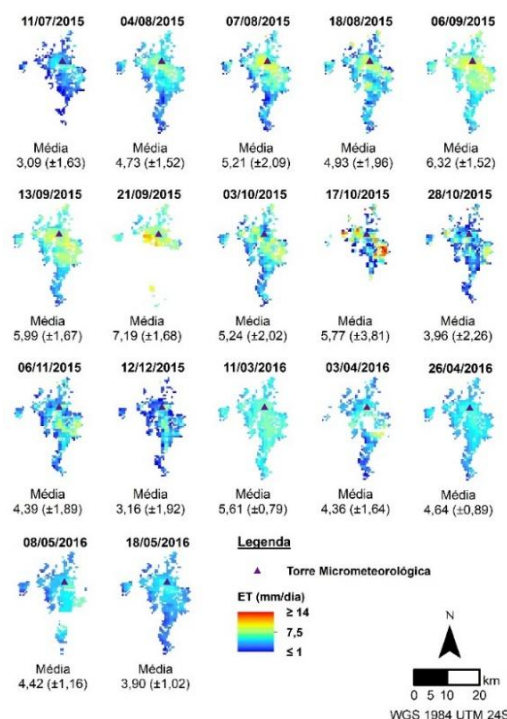 11/07/2015 04/08/2015 07/08/2015 18/08/2015 06/09/2015
Média Média Média Média Média
3,09 (±1,63) 4,73 (±1,52) 5,21 (±2,09) 4,93 (±1,96) 6,32 (±1,52)
13/09/2015 21/09/2015 03/10/2015 17/10/2015 28/10/2015
Média Média Média Média Média
5,99 (±1,67) 7,19 (±1,68) 5,24 (±2,02) 5,77 (±3,81) 3,96 (±2,26)
06/11/2015 12/12/2015 11/03/2016 03/04/2016 26/04/2016
Média Média Média Média Média
4,39 (±1,89) 3,16 (±1,92) 5,61 (±0,79) 4,36 (±1,64) 4,64 (±0,89)
08/05/2016 18/05/2016
Média Média
4,42 (±1,16) 3,90 (±1,02)
Legenda
Torre Micrometeorológica
ET (mm/dia)
≥ 14
7,5
≤ 1
N
km
0 5 10 20
WGS 1984 UTM 24S